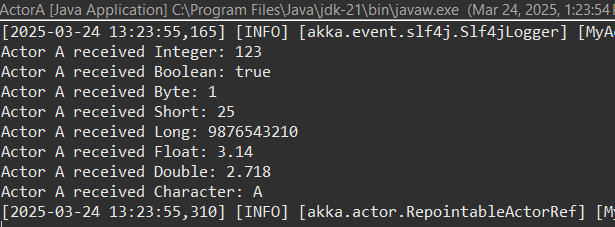 ActorA [Java Application] C:\Program Files\Java\jdk-21\bin\javaw.exe (Mar 24, 2025, 1:23:54
[2025-03-24 13:23:55,165] [INFO] [akka.event.slf4j.Slf4jLogger] [MyA
Actor A received Integer: 123
Actor A received Boolean: true
Actor A received Byte: 1
Actor A received Short: 25
Actor A received Long: 9876543210
Actor A received Float: 3.14
Actor A received Double: 2.718
Actor A received Character: A
[2025-03-24 13:23:55,310] [INFO] [akka.actor.RepointableActorRef] [M